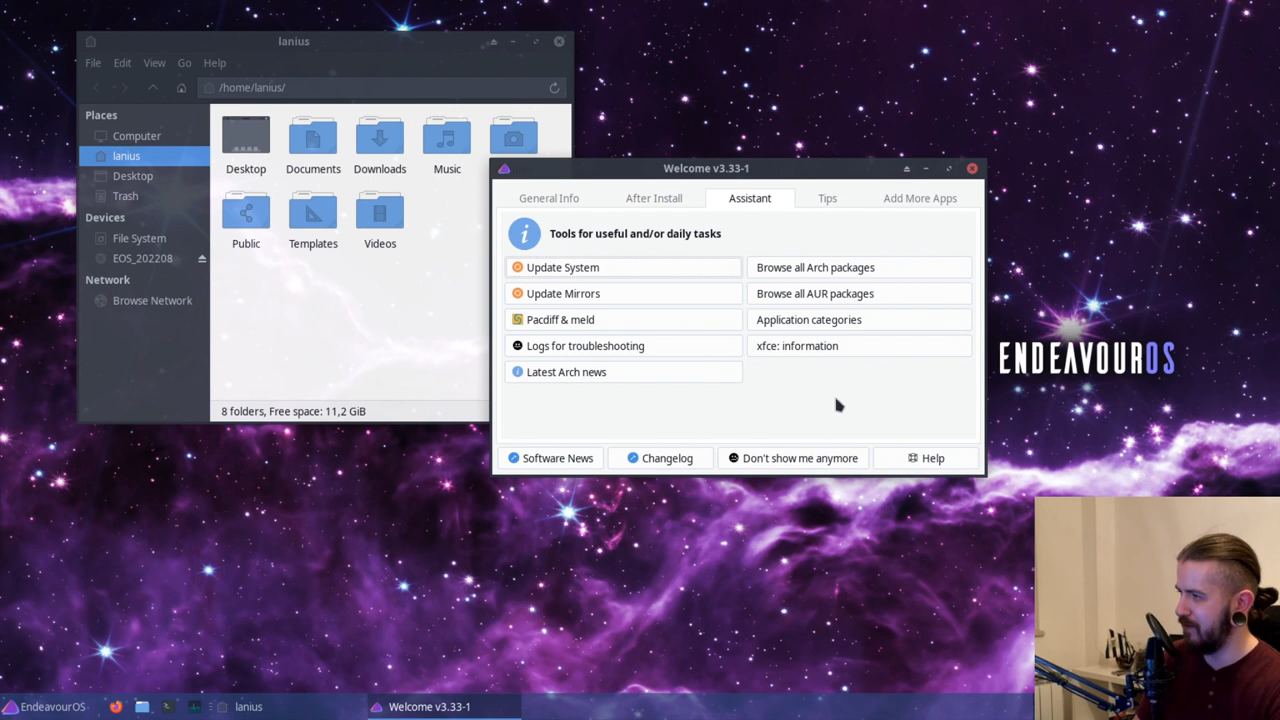 lanius
File Edit View Go Help
/home/lanius/
Places
Computer
lanius
Desktop
Trash
Devices
File System
EOS_202208
Network
Browse Network
Desktop Documents Downloads Music
Public Templates Videos
8 folders, Free space: 11,2 GiB
Welcome v3.33-1
General Info After Install Assistant Tips Add More Apps
Tools for useful and/or daily tasks
Update System Browse all Arch packages
Update Mirrors Browse all AUR packages
Pacdiff & meld Application categories
Logs for troubleshooting xfce: information
Latest Arch news
Software News Changelog Don't show me anymore Help
ENDEAVOUROS
EndeavourOS lanius Welcome v3.33-1